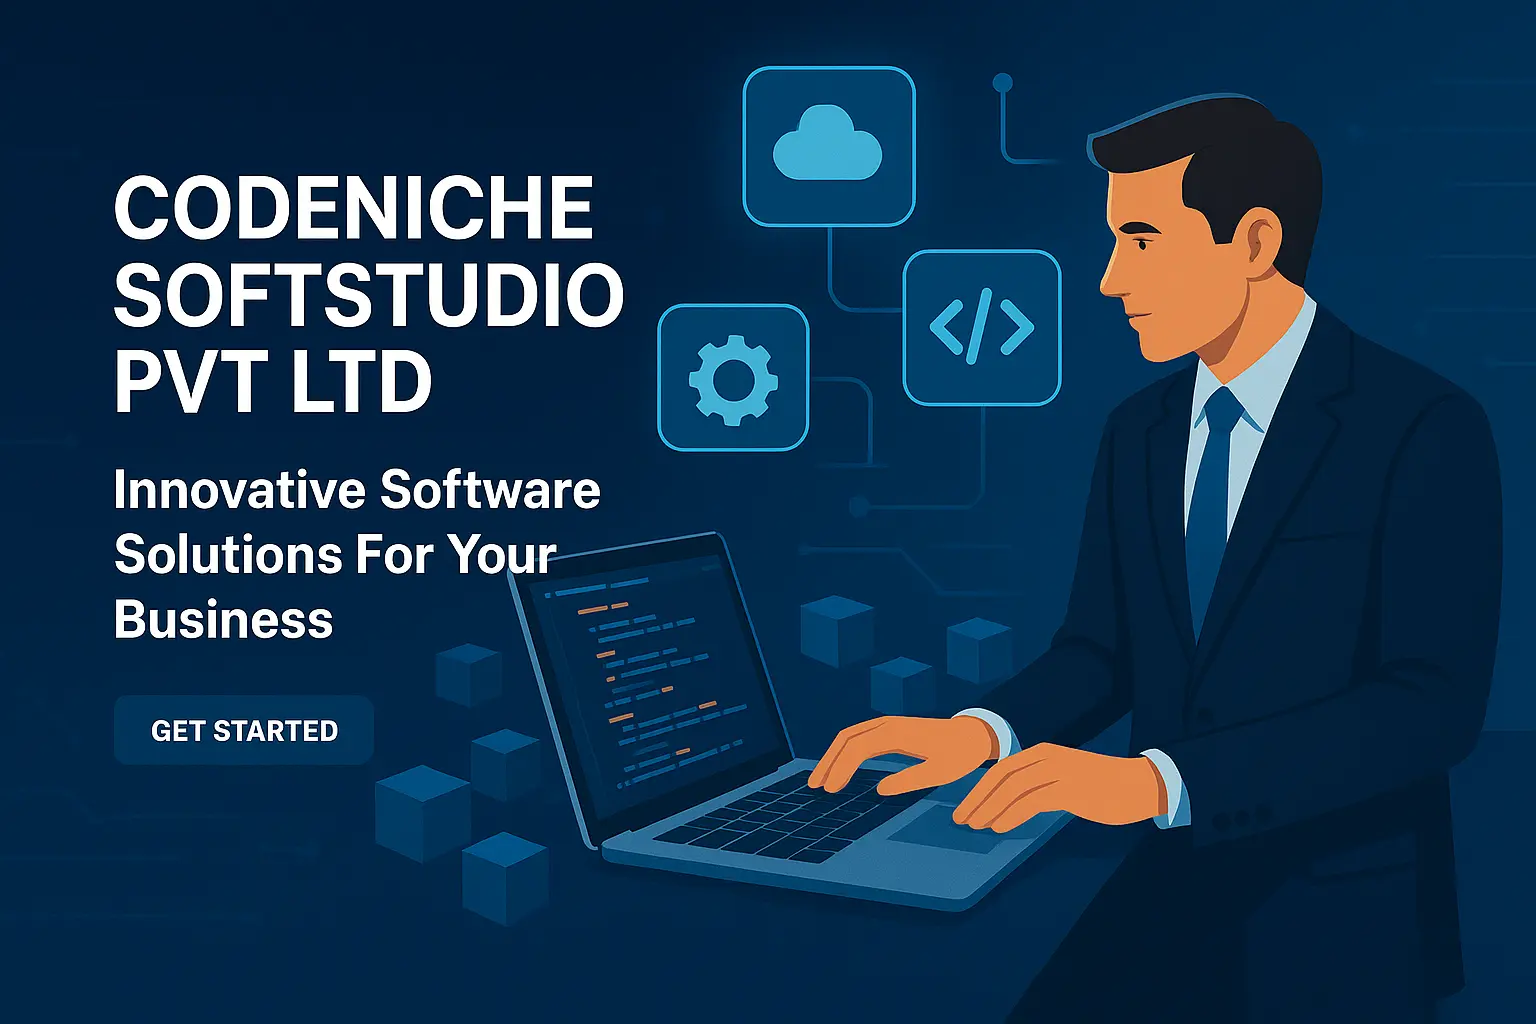 CODENICHE
SOFTSTUDIO
PVT LTD
Innovative Software
Solutions For Your
Business
GET STARTED
</>